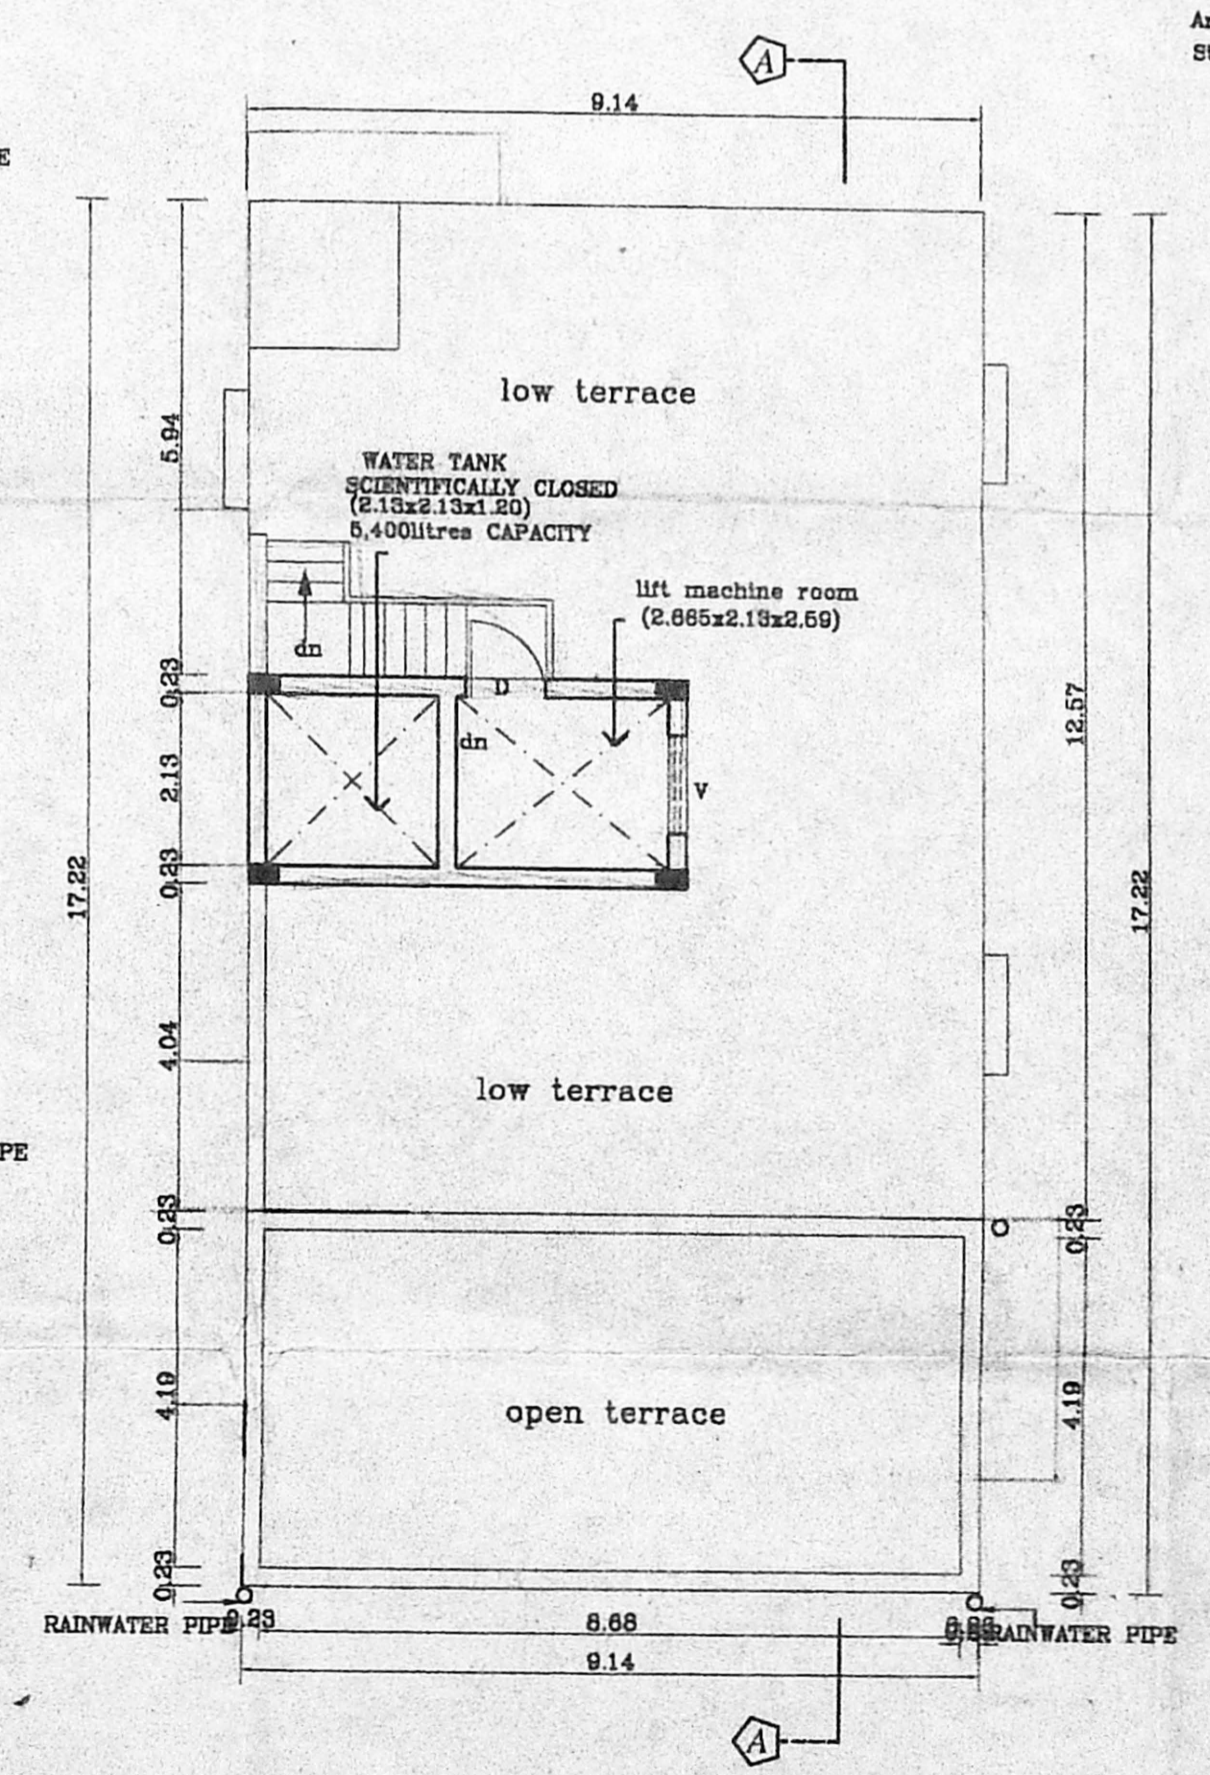 A
9.14
low terrace
5.94
WATER TANK
SCIENTIFICALLY CLOSED
(2.13x2.13x1.20)
5,400litres CAPACITY
lift machine room
(2.665x2.13x2.59)
dn
0.23
D
12.57
dn
2.13
V
0.23
17.22
17.22
4.04
low terrace
PE
0.23
0.23
4.19
open terrace
4.19
0.23
0.23
RAINWATER PIPE
0.23
8.68
RAINWATER PIPE
9.14
A